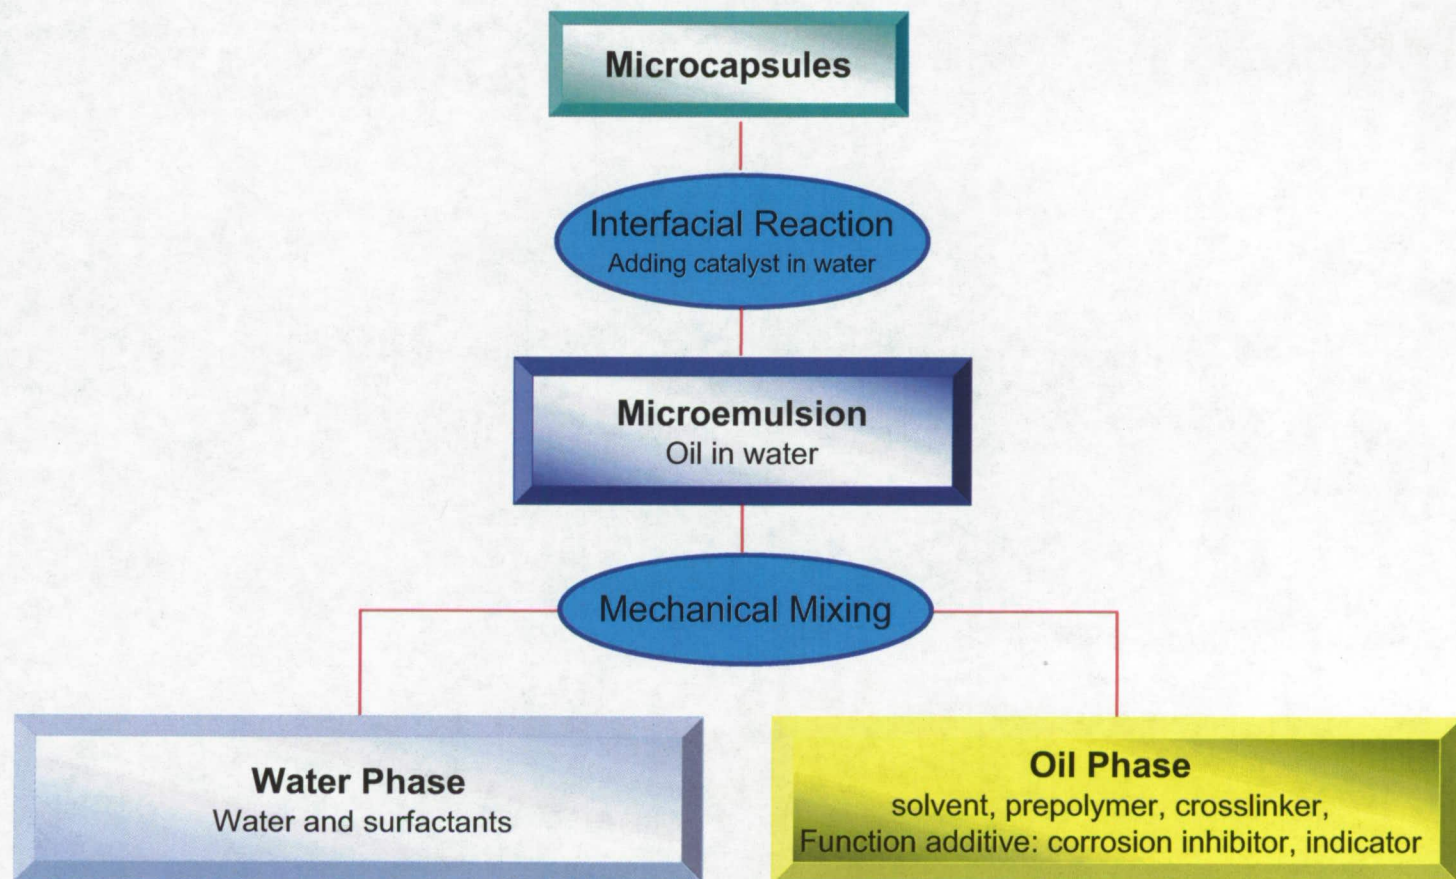 Microcapsules
Interfacial Reaction
Adding catalyst in water
Microemulsion
Oil in water
Mechanical Mixing
Water Phase
Water and surfactants
Oil Phase
solvent, prepolymer, crosslinker,
Function additive: corrosion inhibitor, indicator